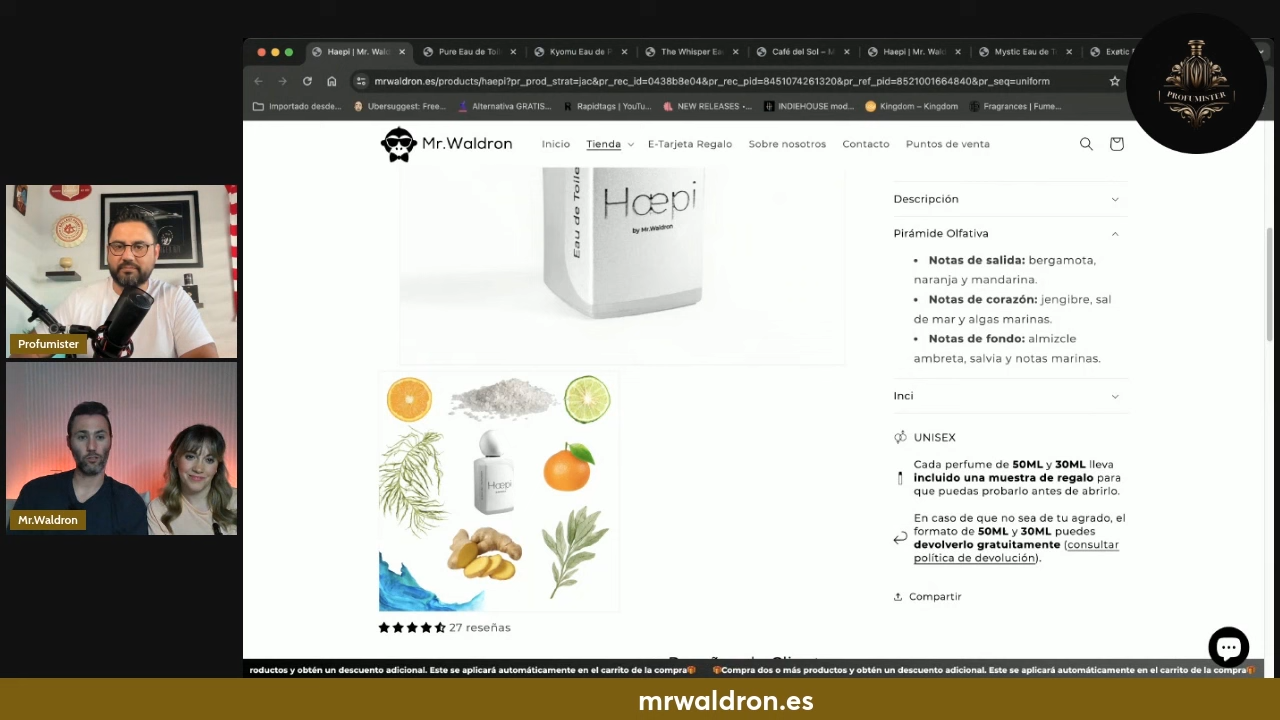 Haepi | Mr. Wal
Pure Eau de Toil
Kyomu Eau de P
The Whisper Ea
Café del Sol – M
Haepi | Mr. Wal
Mystic Eau de T
Exøtic
mrwaldron.es/products/haepi?pr_prod_strat=jac&pr_rec_id=0438b8e04&pr_rec_pid=8451074261320&pr_ref_pid=8521001664840&pr_seq=uniform
Importado desde...
Ubersuggest: Free...
Alternativa GRATIS...
Rapidtags | YouTu...
NEW RELEASES •...
INDIEHOUSE mod...
Kingdom – Kingdom
Fragrances | Fume...
PROFUMISTER
Mr.Waldron
Inicio
Tienda
E-Tarjeta Regalo
Sobre nosotros
Contacto
Puntos de venta
Eau de Toile
Hæpi
by Mr.Waldron
Descripción
Pirámide Olfativa
• Notas de salida: bergamota,
naranja y mandarina.
• Notas de corazón: jengibre, sal
de mar y algas marinas.
• Notas de fondo: almizcle
ambreta, salvia y notas marinas.
Inci
UNISEX
Cada perfume de 50ML y 30ML lleva
incluido una muestra de regalo para
que puedas probarlo antes de abrirlo.
En caso de que no sea de tu agrado, el
formato de 50ML y 30ML puedes
devolverlo gratuitamente (consultar
política de devolución).
Compartir
Hæpi
27 reseñas
Profumister
Mr.Waldron
roductos y obtén un descuento adicional. Este se aplicará automáticamente en el carrito de la compra🎁 🎁Compra dos o más productos y obtén un descuento adicional. Este se aplicará automáticamente en el carrito de la compra🎁
mrwaldron.es